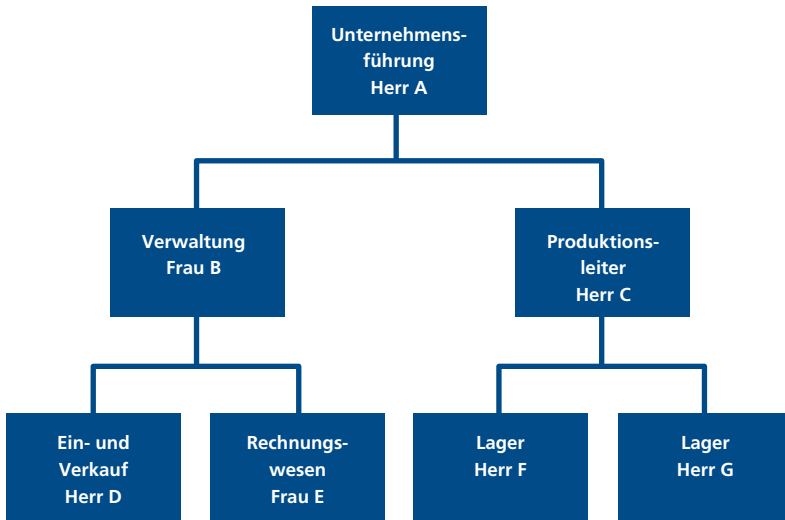 Unternehmens-
führung
Herr A
Verwaltung
Frau B
Produktions-
leiter
Herr C
Ein- und
Verkauf
Herr D
Rechnungs-
wesen
Frau E
Lager
Herr F
Lager
Herr G